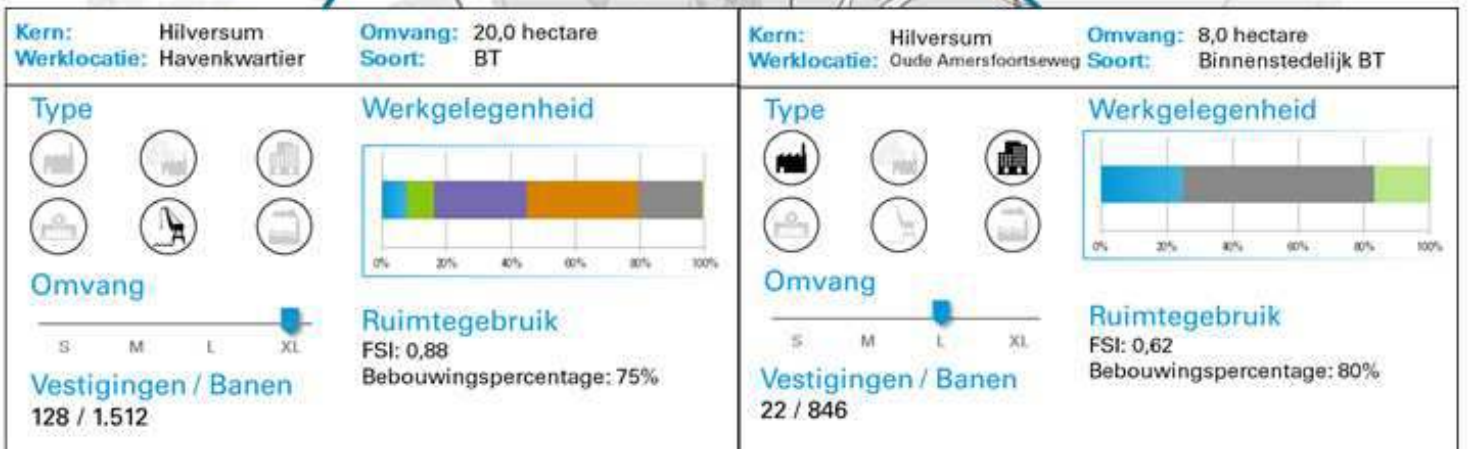 Kern: Hilversum
Werklocatie: Havenkwartier
Omvang: 20,0 hectare
Soort: BT
Type
Werkgelegenheid
0% 20% 40% 60% 80% 100%
Omvang
S M L XL
Ruimtegebruik
FSI: 0,88
Bebouwingspercentage: 75%
Vestigingen / Banen
128 / 1.512
Kern: Hilversum
Werklocatie: Oude Amersfoortseweg
Omvang: 8,0 hectare
Soort: Binnenstedelijk BT
Type
Werkgelegenheid
0% 20% 40% 60% 80% 100%
Omvang
S M L XL
Ruimtegebruik
FSI: 0,62
Bebouwingspercentage: 80%
Vestigingen / Banen
22 / 846